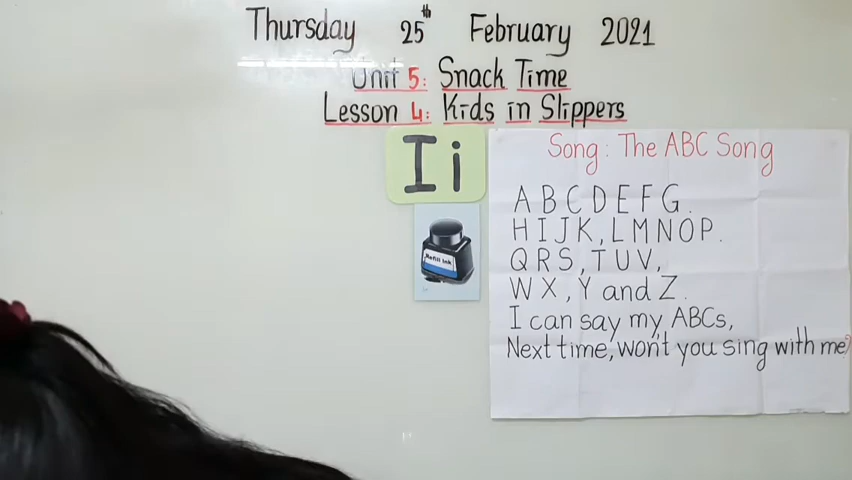 Thursday 25th February 2021
Unit 5: Snack Time
Lesson 4: Kids in Slippers
I i
Refill Ink
Song: The ABC Song
A B C D E F G.
H I J K, L M N O P.
Q R S, T U V,
W X, Y and Z.
I can say my ABCs,
Next time, won't you sing with me?